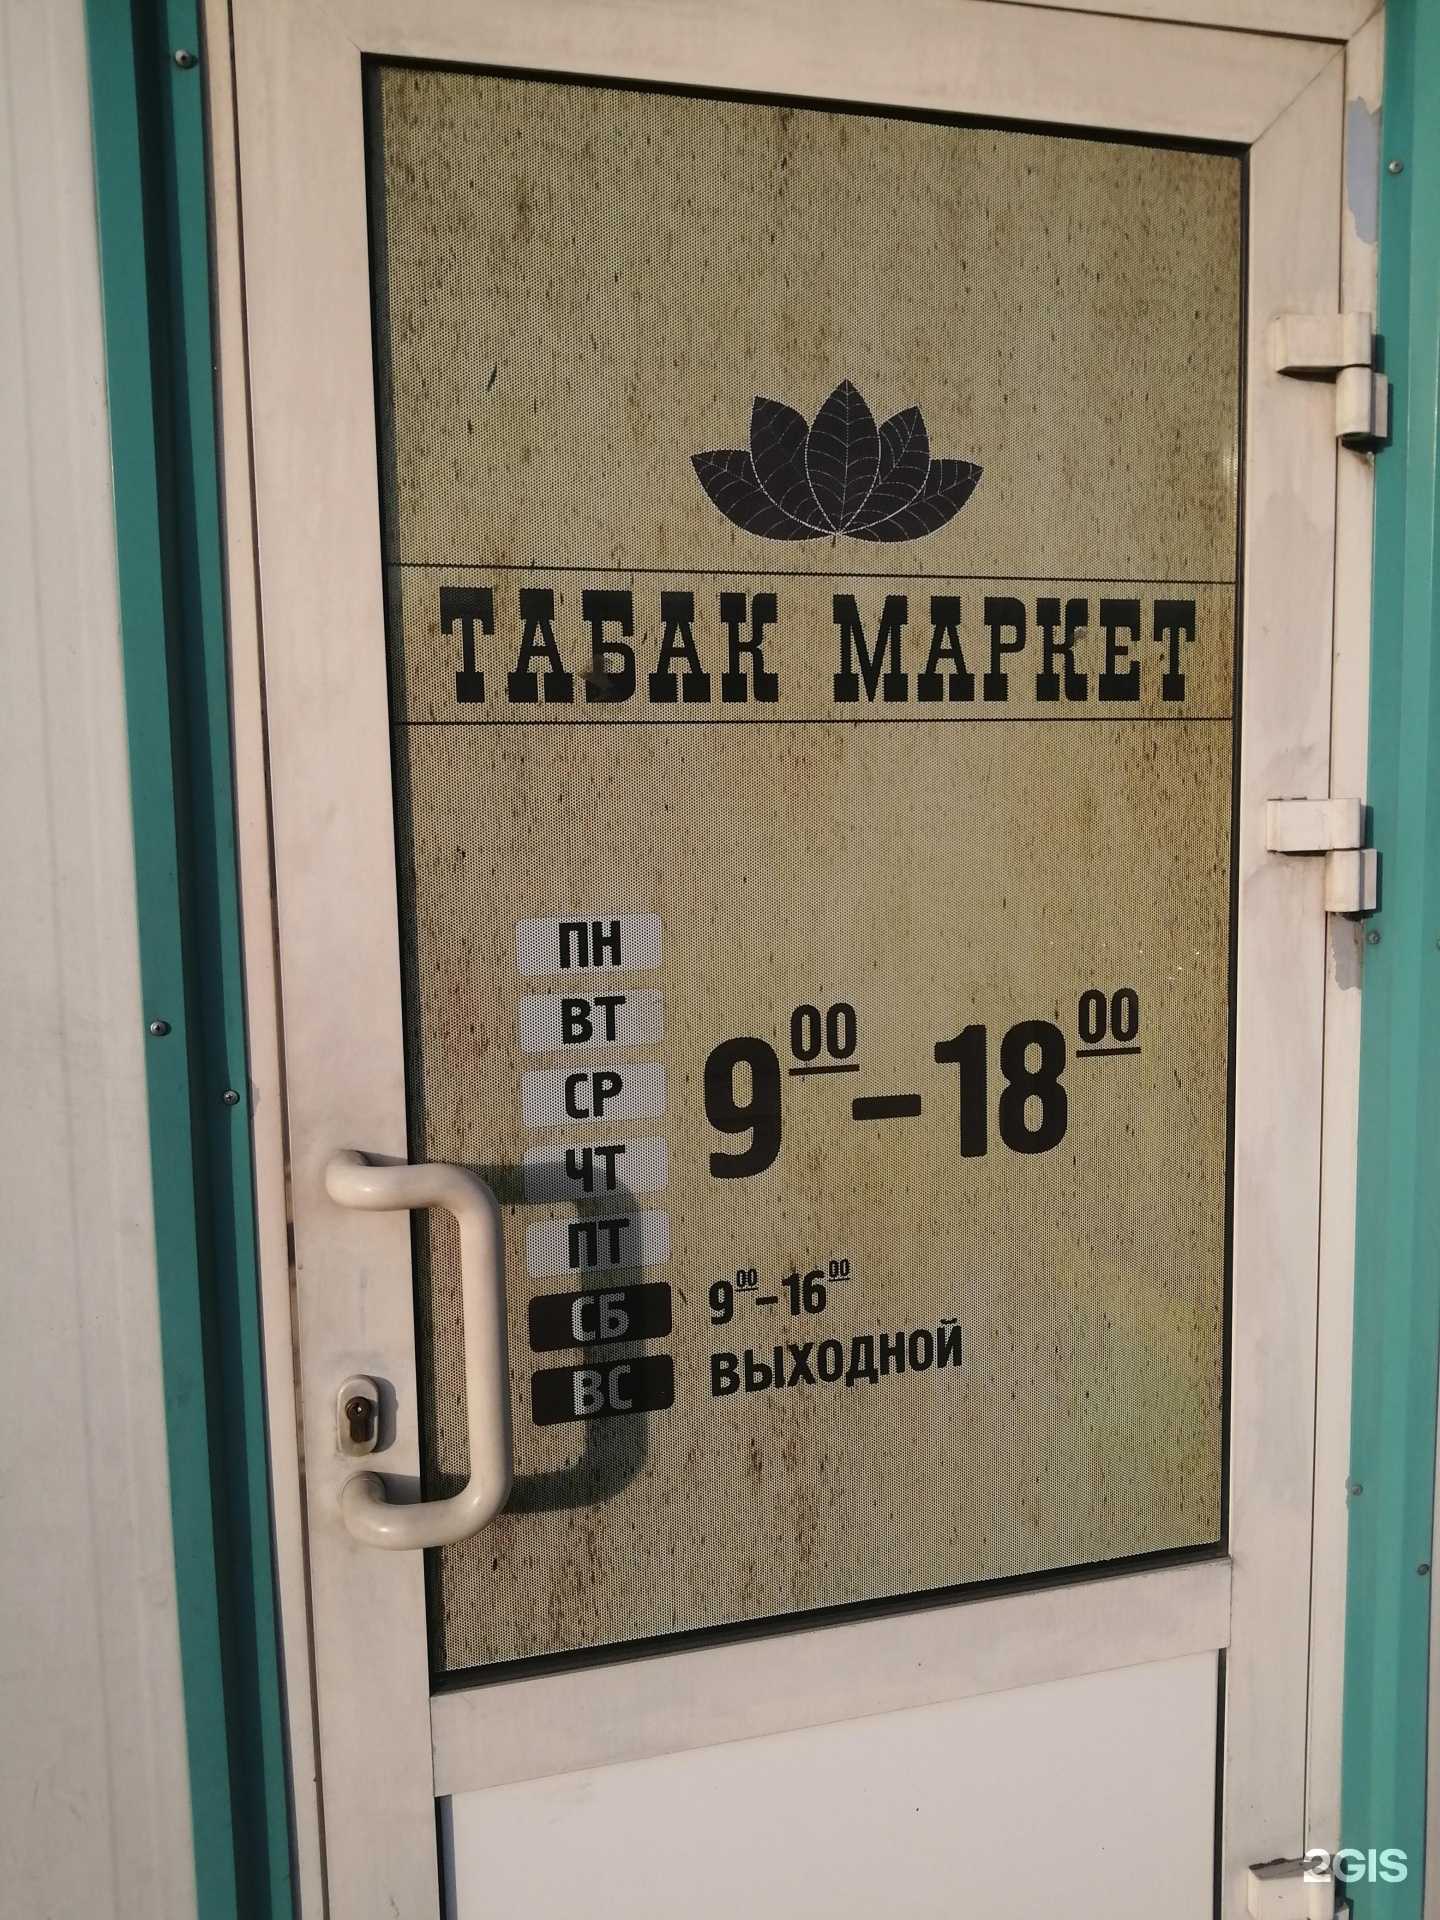 ТАБАК МАРКЕТ
ПН
ВТ
СР
ЧТ
ПТ
9⁰⁰–18⁰⁰
СБ 9⁰⁰–16⁰⁰
ВС ВЫХОДНОЙ
2GIS